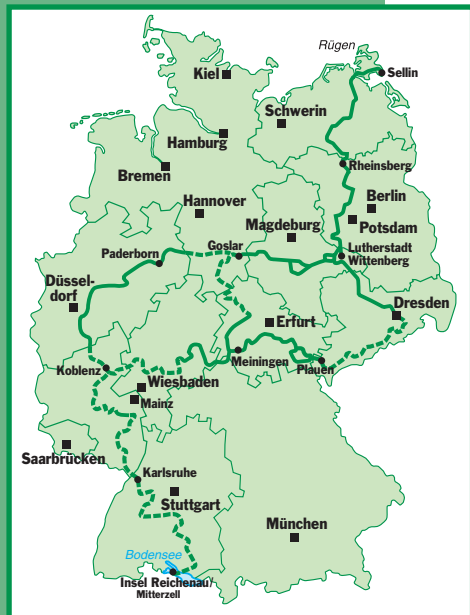 Rügen
Kiel
Sellin
Schwerin
Hamburg
Rheinsberg
Bremen
Berlin
Hannover
Potsdam
Magdeburg
Goslar
Lutherstadt
Wittenberg
Paderborn
Düssel-
dorf
Dresden
Erfurt
Meiningen
Plauen
Koblenz
Wiesbaden
Mainz
Saarbrücken
Karlsruhe
Stuttgart
München
Bodensee
Insel Reichenau/
Mittelzell